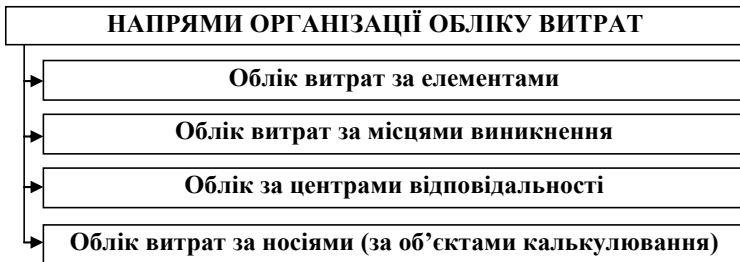 НАПРЯМИ ОРГАНІЗАЦІЇ ОБЛІКУ ВИТРАТ
Облік витрат за елементами
Облік витрат за місцями виникнення
Облік за центрами відповідальності
Облік витрат за носіями (за об’єктами калькулювання)